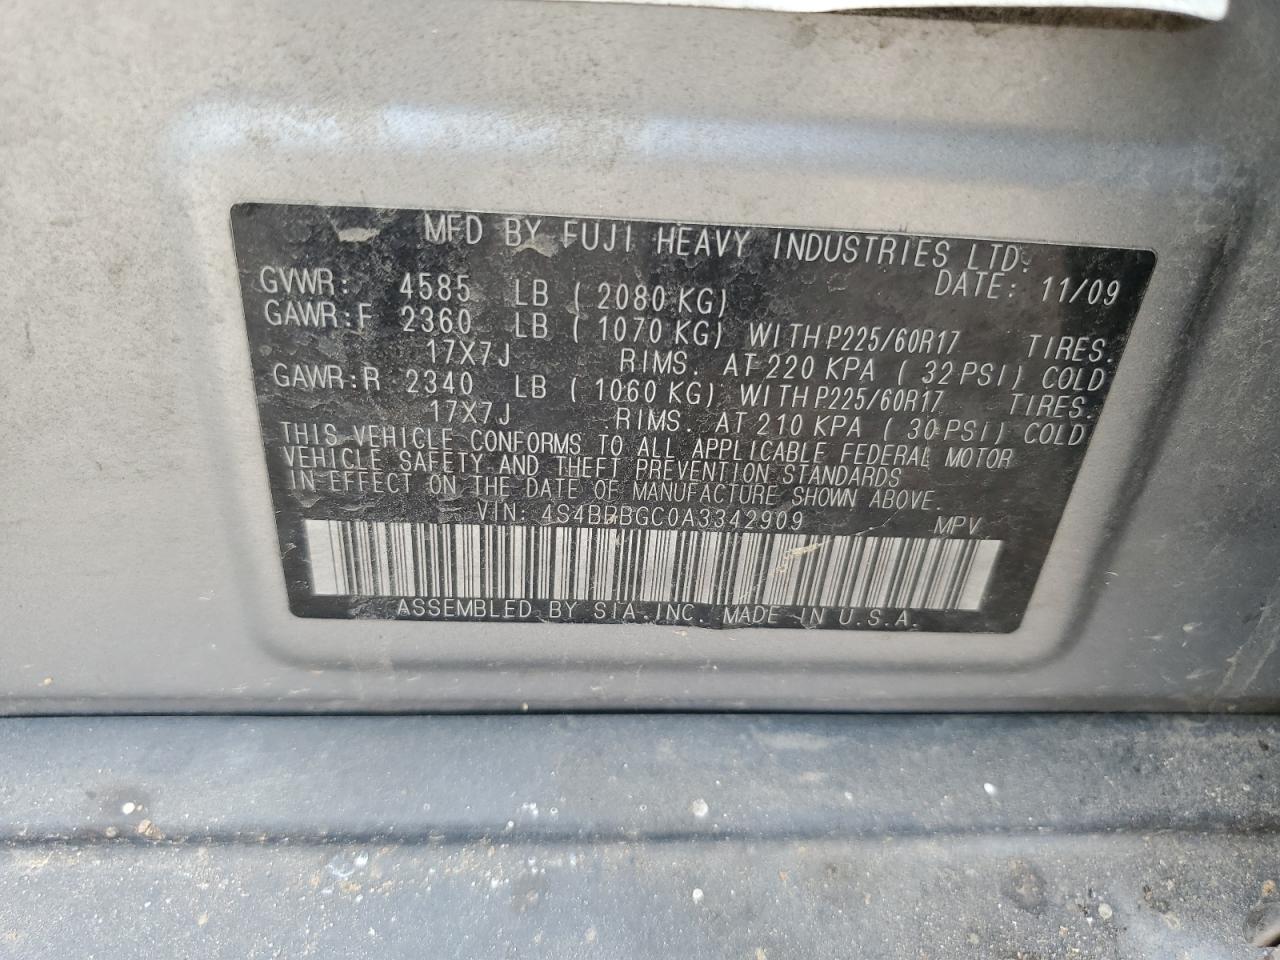 MFD BY FUJI HEAVY INDUSTRIES LTD.
DATE: 11/09
GVWR: 4585 LB (2080 KG)
GAWR:F 2360 LB (1070 KG) WITH P225/60R17 TIRES.
17X7J RIMS. AT 220 KPA (32 PSI) COLD
GAWR:R 2340 LB (1060 KG) WITH P225/60R17 TIRES.
17X7J RIMS. AT 210 KPA (30 PSI) COLD
THIS VEHICLE CONFORMS TO ALL APPLICABLE FEDERAL MOTOR
VEHICLE SAFETY AND THEFT PREVENTION STANDARDS
IN EFFECT ON THE DATE OF MANUFACTURE SHOWN ABOVE.
VIN: 4S4BRBGC0A3342909 MPV
ASSEMBLED BY SIA.INC. MADE IN U.S.A.